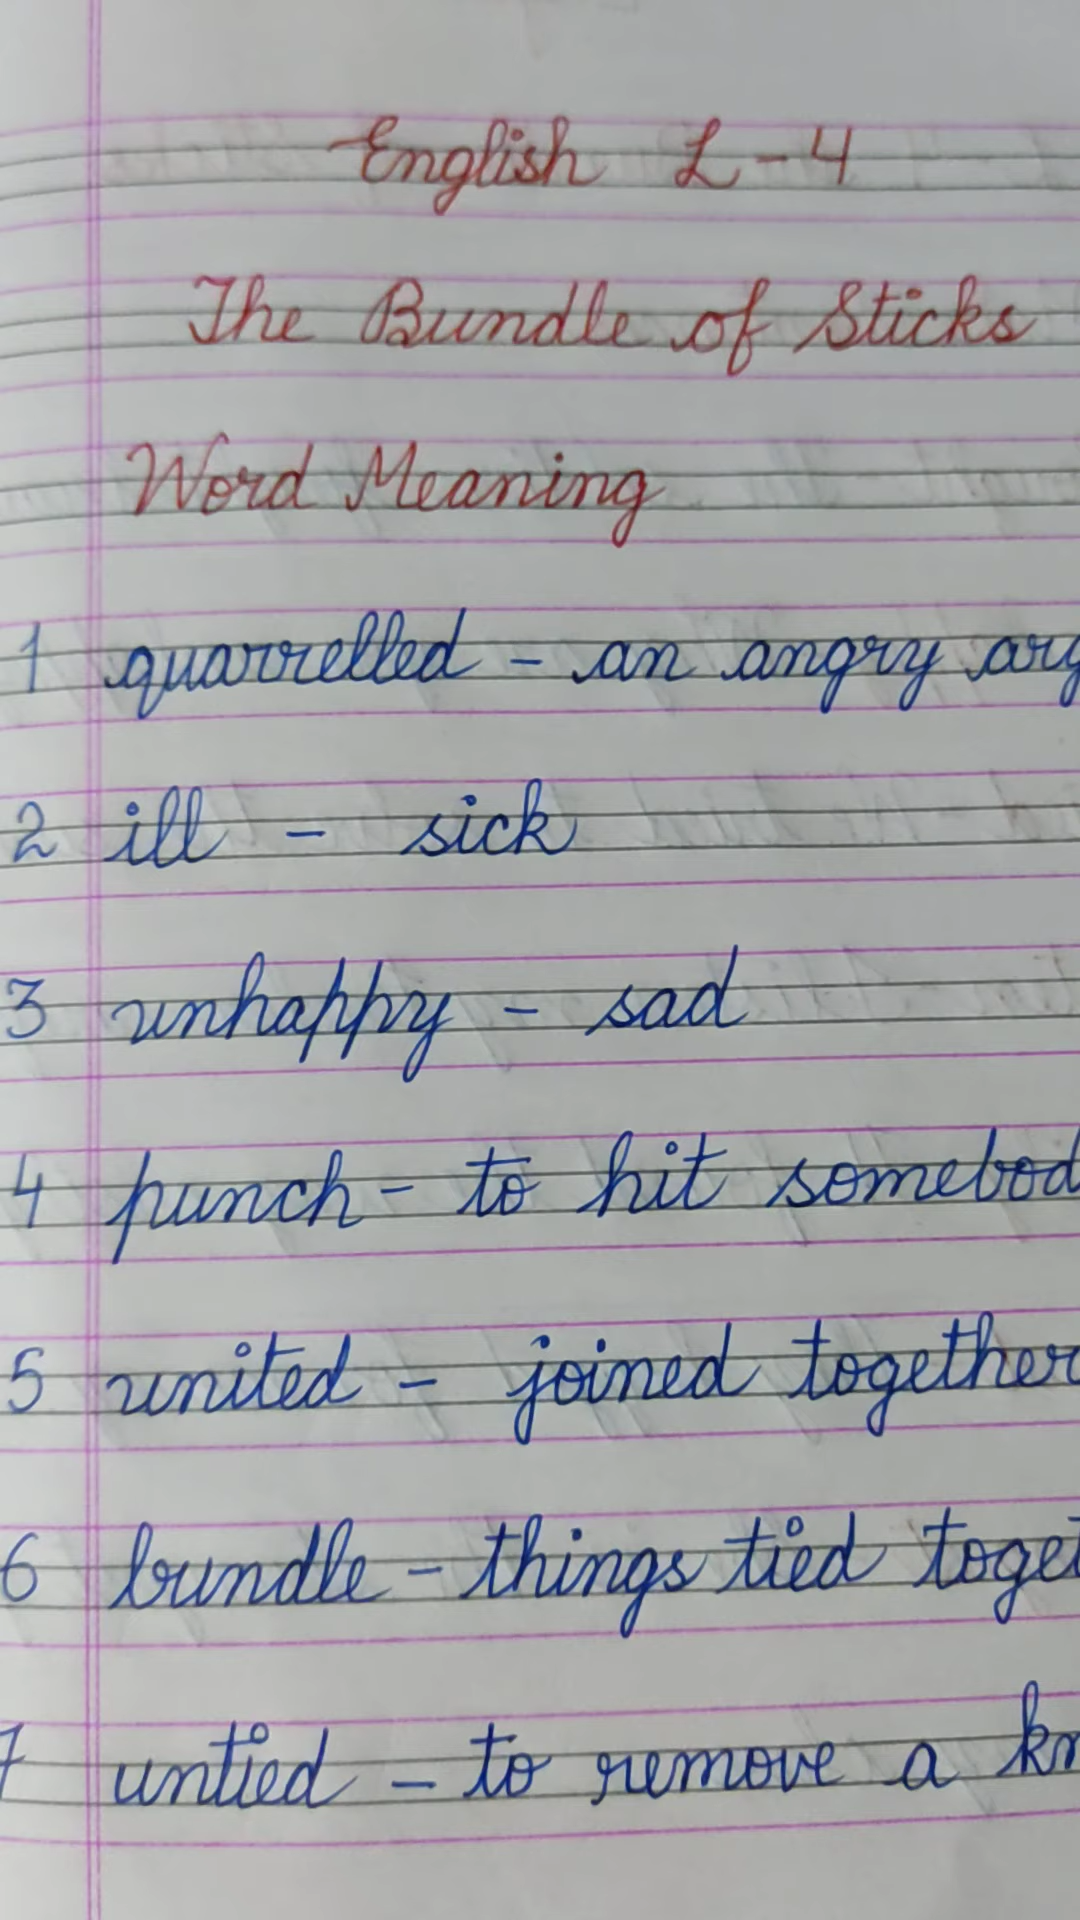 English L-4
The Bundle of Sticks
Word Meaning
1 quarrelled - an angry
2 ill - sick
3 unhappy - sad
4 punch - to hit
5 united - joined together
6 bundle - things tied
7 untied - to remove a